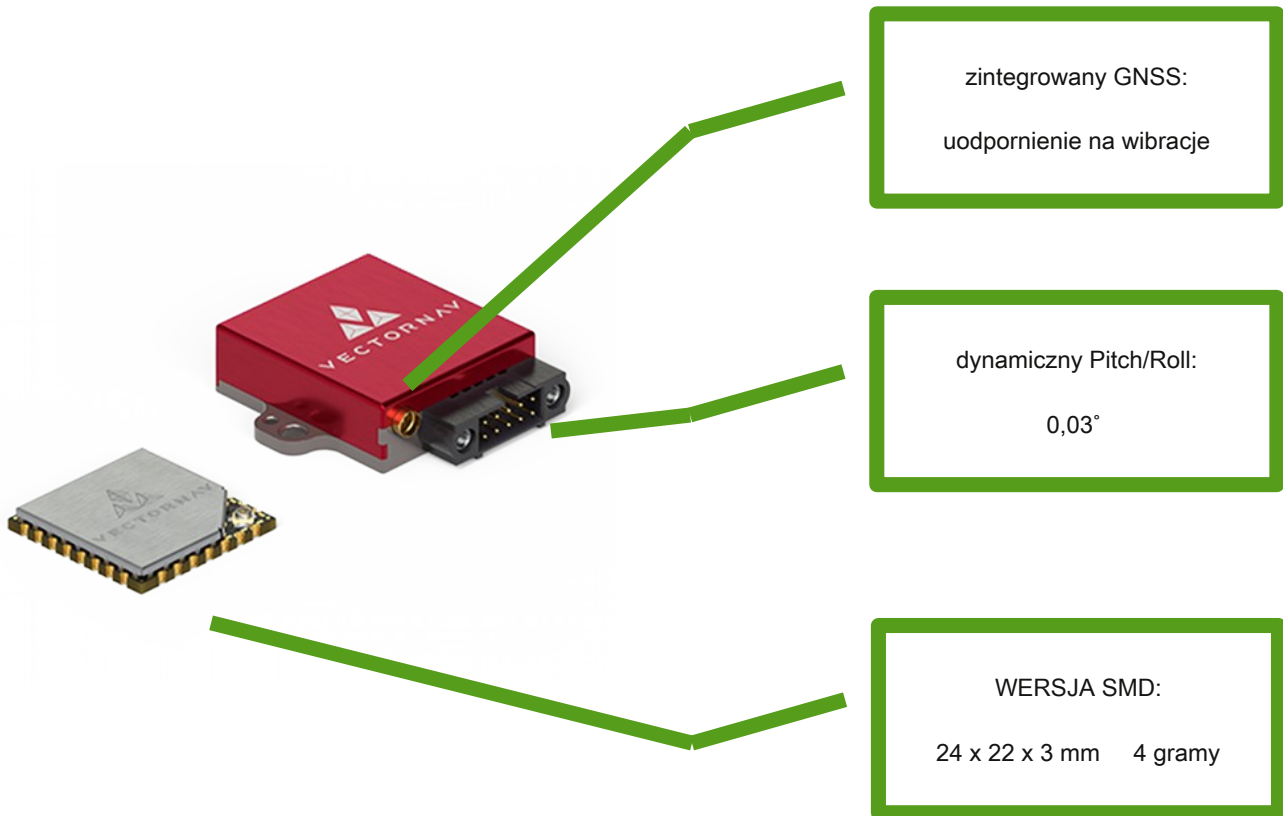 zintegrowany GNSS:
uodpornienie na wibracje
VECTORNAV
dynamiczny Pitch/Roll:
0,03°
VECTORNAV
WERSJA SMD:
24 x 22 x 3 mm 4 gramy